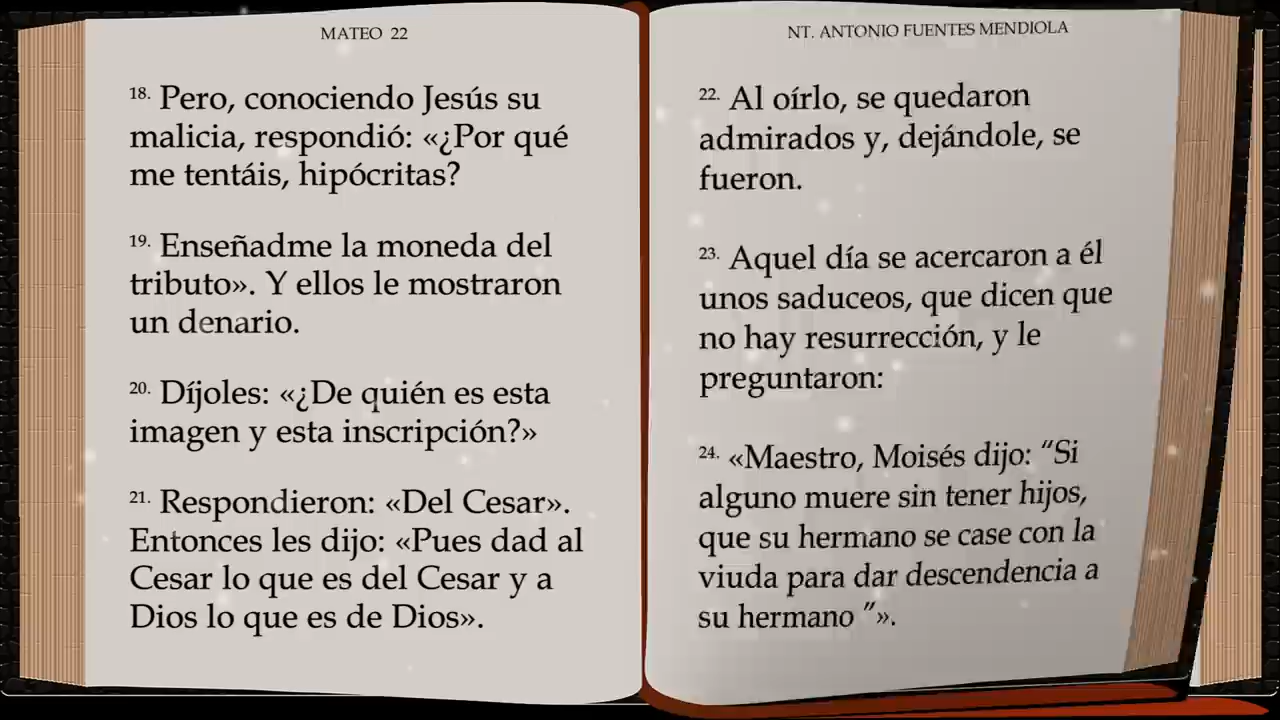 MATEO 22
18. Pero, conociendo Jesús su
malicia, respondió: «¿Por qué
me tentáis, hipócritas?
19. Enseñadme la moneda del
tributo». Y ellos le mostraron
un denario.
20. Díjoles: «¿De quién es esta
imagen y esta inscripción?»
21. Respondieron: «Del Cesar».
Entonces les dijo: «Pues dad al
Cesar lo que es del Cesar y a
Dios lo que es de Dios».
NT. ANTONIO FUENTES MENDIOLA
22. Al oírlo, se quedaron
admirados y, dejándole, se
fueron.
23. Aquel día se acercaron a él
unos saduceos, que dicen que
no hay resurrección, y le
preguntaron:
24. «Maestro, Moisés dijo: “Si
alguno muere sin tener hijos,
que su hermano se case con la
viuda para dar descendencia a
su hermano ”».